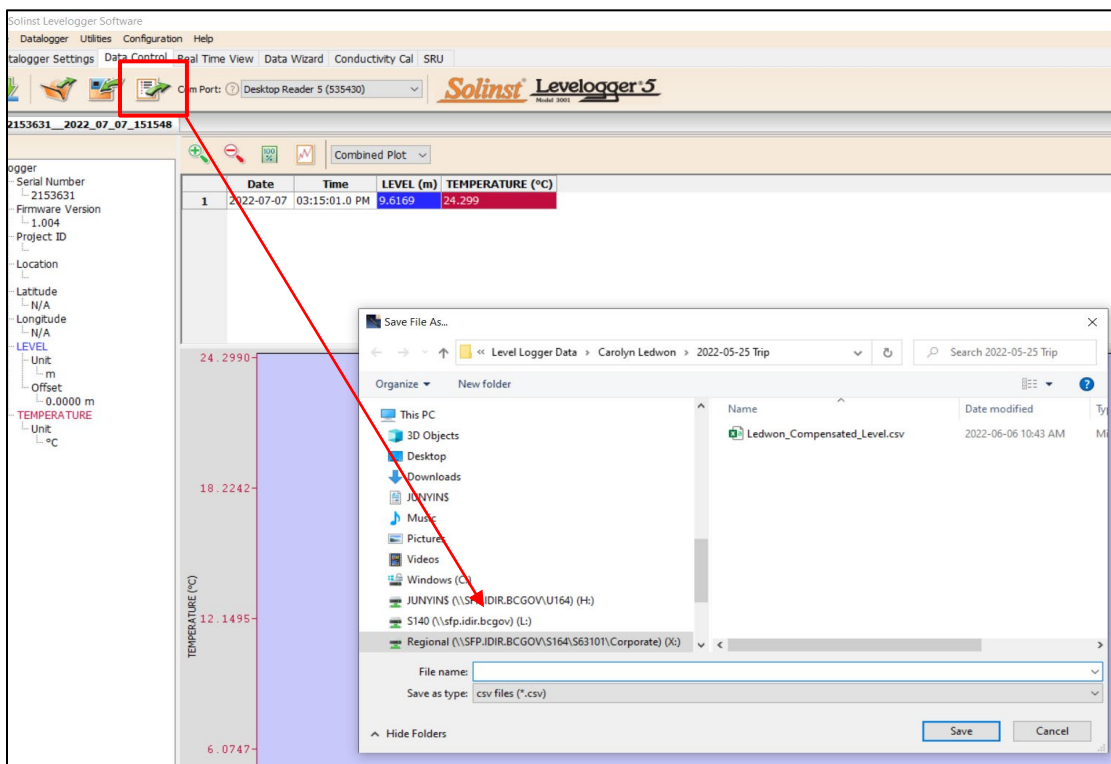 Solinst Levelogger Software
Datalogger Utilities Configuration Help
talogger Settings Data Control Real Time View Data Wizard Conductivity Cal SRU
Com Port: ? Desktop Reader 5 (535430)
Solinst Levelogger 5
Model 3001
2153631__2022_07_07_151548
100%
Combined Plot
ogger
Serial Number
2153631
Firmware Version
1.004
Project ID
Location
Latitude
N/A
Longitude
N/A
LEVEL
Unit
m
Offset
0.0000 m
TEMPERATURE
Unit
°C
Date Time LEVEL (m) TEMPERATURE (°C)
1 2022-07-07 03:15:01.0 PM 9.6169 24.299
24.2990
18.2242
12.1495
6.0747
TEMPERATURE (°C)
Save File As...
« Level Logger Data › Carolyn Ledwon › 2022-05-25 Trip
Search 2022-05-25 Trip
Organize New folder
?
This PC
3D Objects
Desktop
Downloads
JUNYIN$
Music
Pictures
Videos
Windows (C:)
JUNYIN$ (\\SFP.IDIR.BCGOV\U164) (H:)
S140 (\\sfp.idir.bcgov) (L:)
Regional (\\SFP.IDIR.BCGOV\S164\S63101\Corporate) (X:)
Name Date modified Ty
Ledwon_Compensated_Level.csv 2022-06-06 10:43 AM Mi
File name:
Save as type: csv files (*.csv)
Hide Folders
Save Cancel